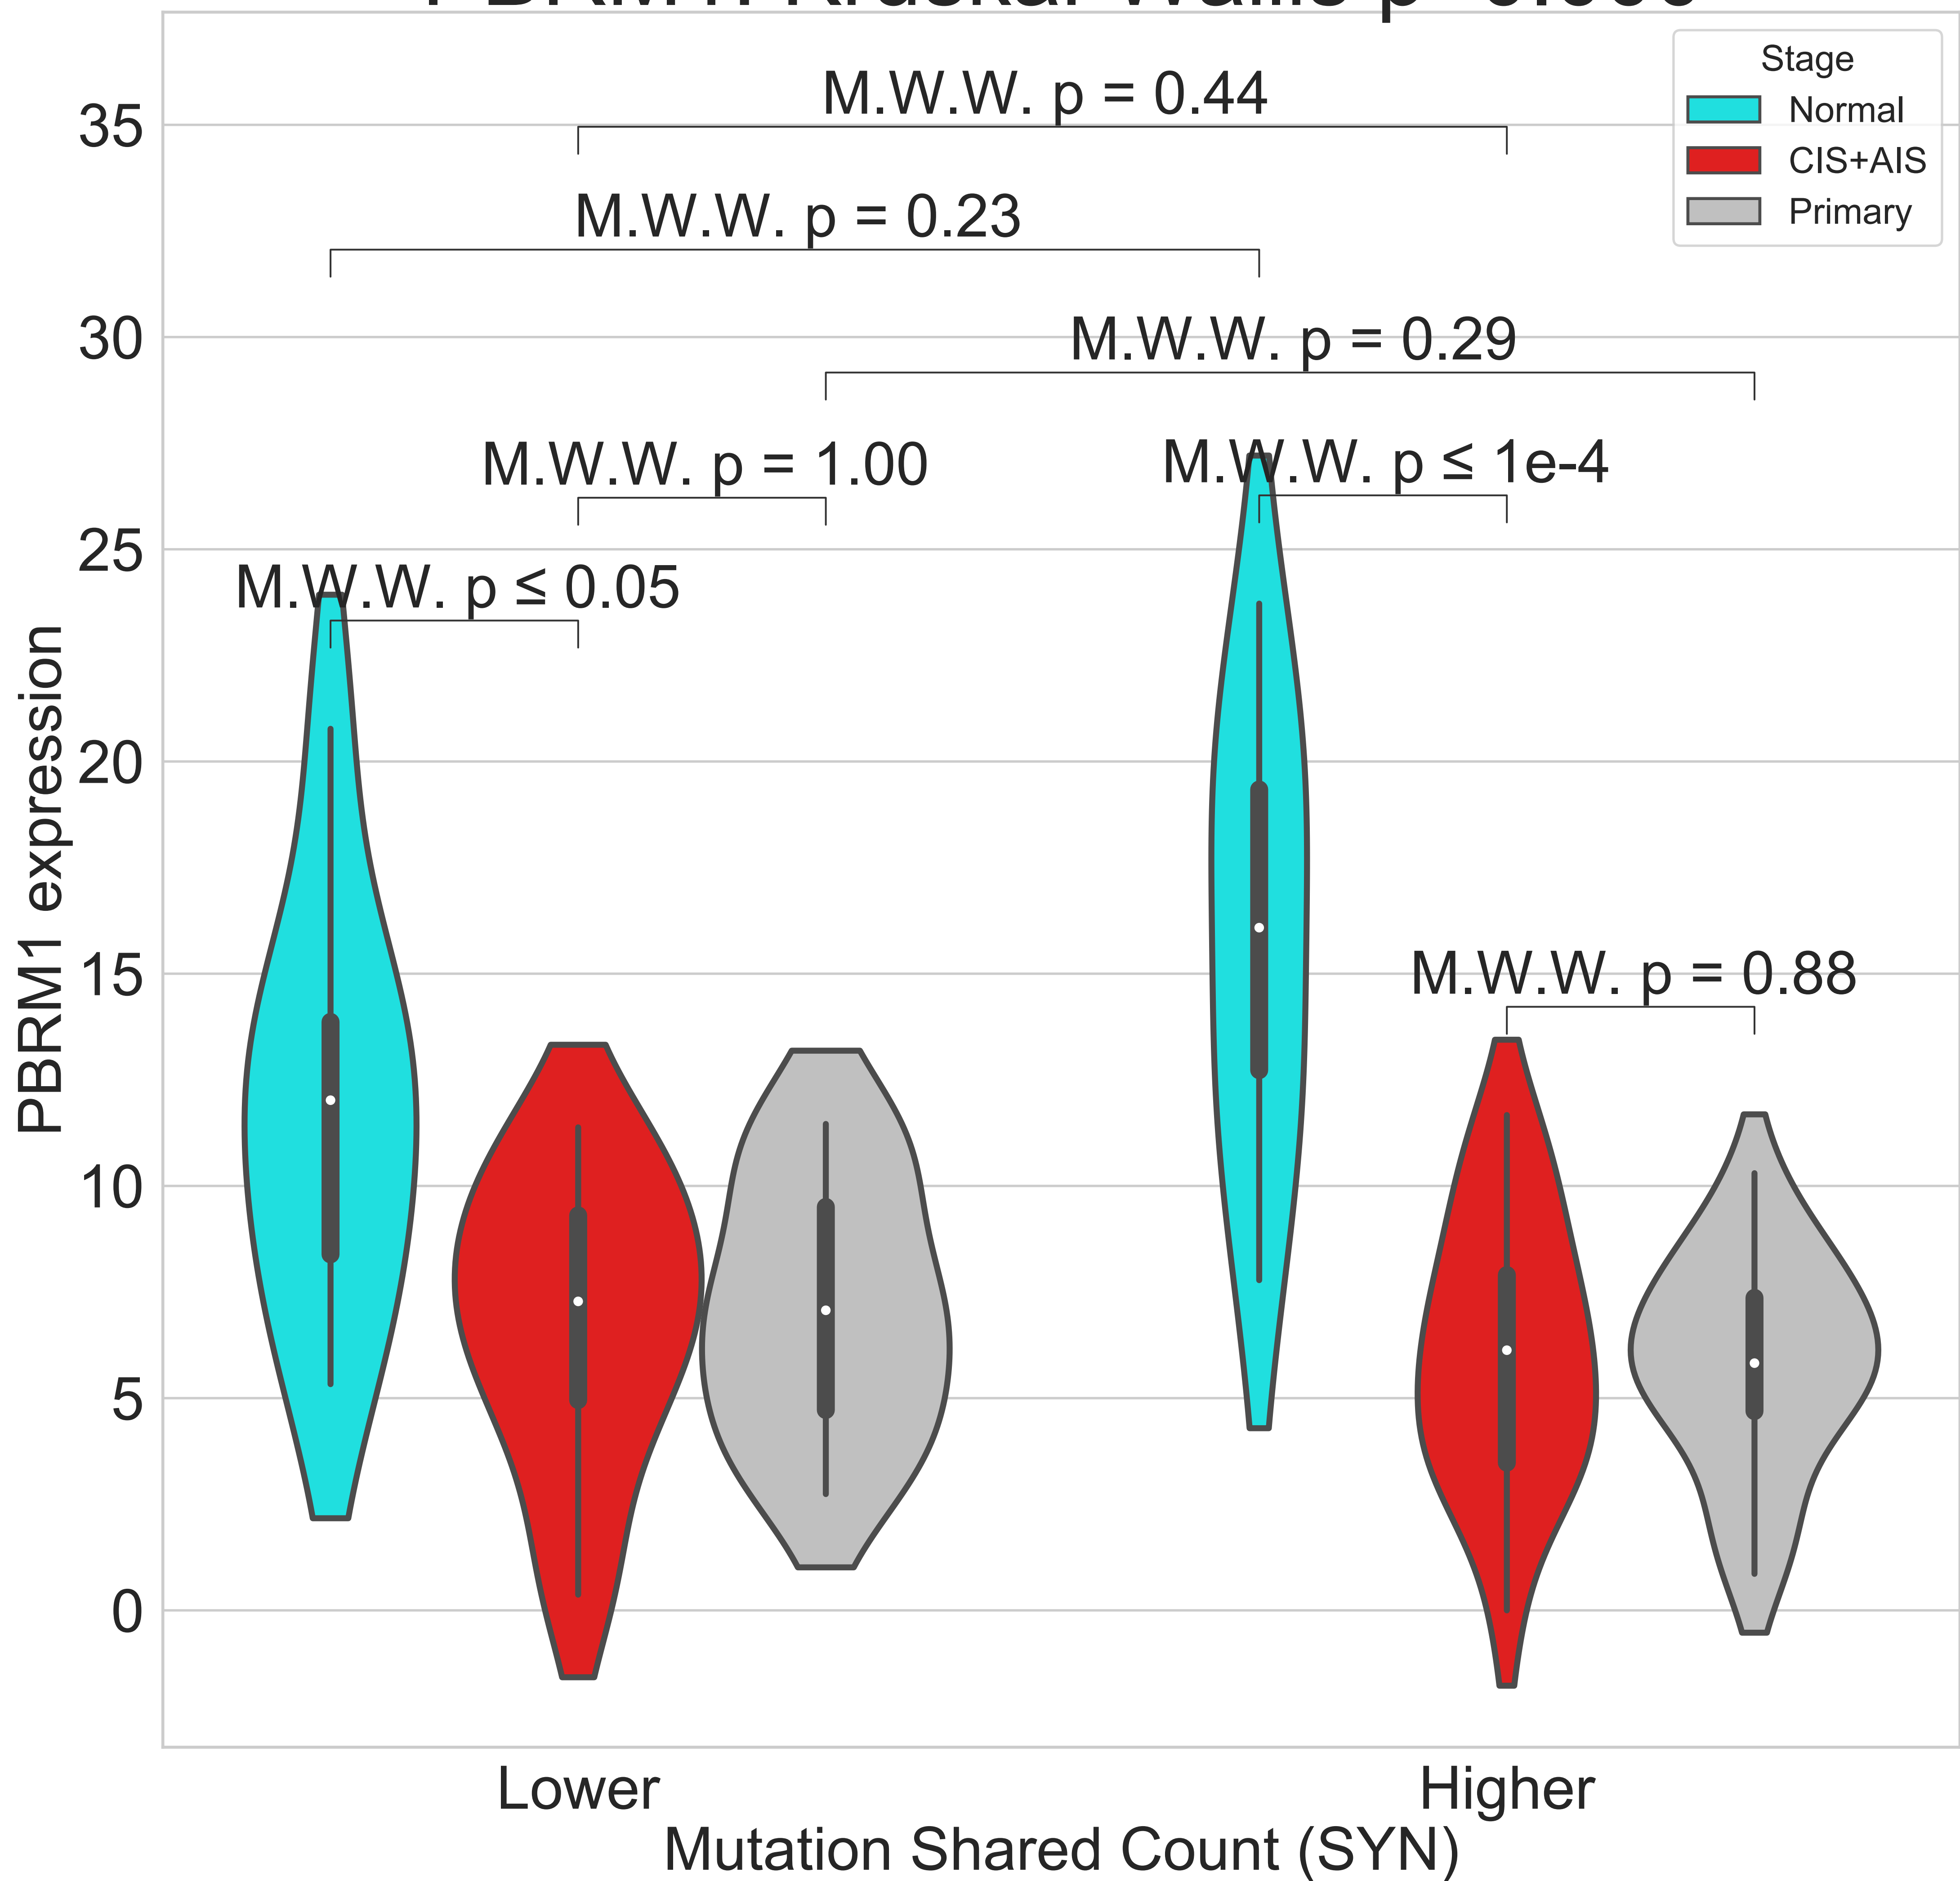 Stage
Normal
CIS+AIS
Primary
M.W.W. p = 0.44
M.W.W. p = 0.23
M.W.W. p = 0.29
M.W.W. p = 1.00
M.W.W. p ≤ 1e-4
M.W.W. p ≤ 0.05
M.W.W. p = 0.88
35
30
25
20
15
10
5
0
PBRM1 expression
Lower
Higher
Mutation Shared Count (SYN)